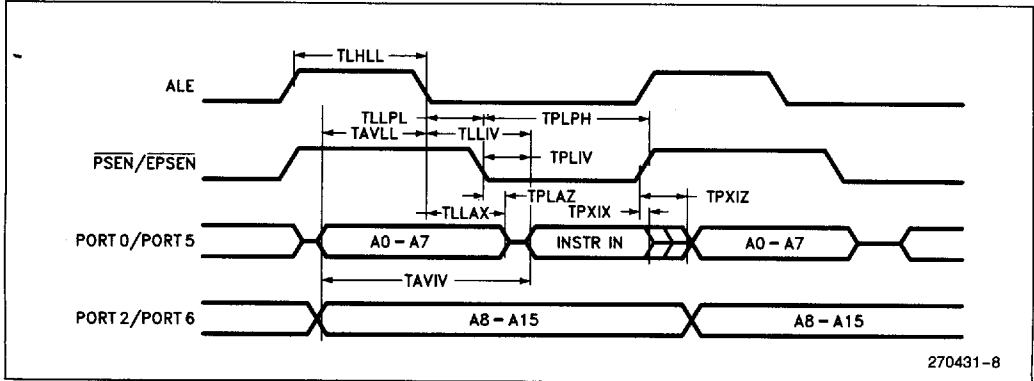 TLHLL
ALE
TLLPL
TPLPH
TAVLL
TLLIV
PSEN/EPSEN
TPLIV
TPLAZ
TLLAX
TPXIX
TPXIZ
PORT 0/PORT 5
A0 – A7
INSTR IN
A0 – A7
TAVIV
PORT 2/PORT 6
A8 – A15
A8 – A15
270431–8